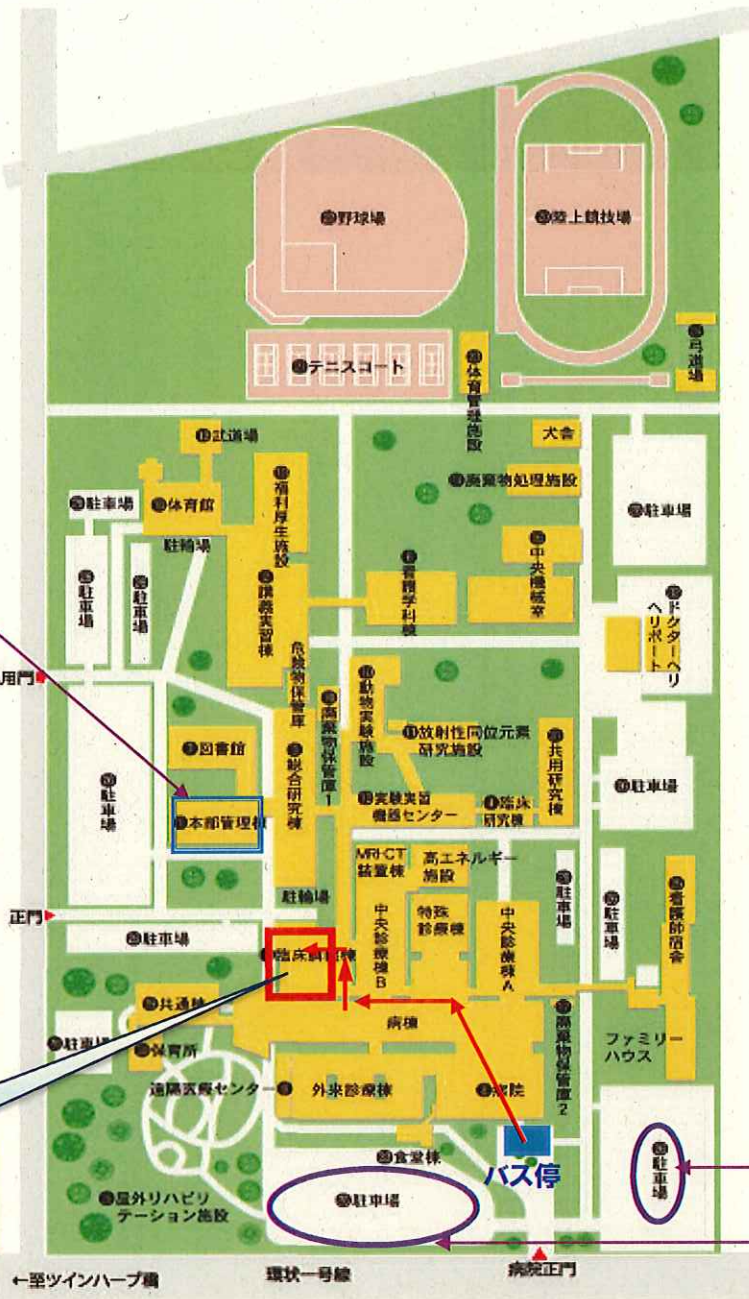 野球場
陸上競技場
テニスコート
体育管理施設
弓道場
武道場
福利厚生施設
犬舎
廃棄物処理施設
駐車場
体育館
駐車場
駐輪場
中央機械室
看護学科棟
講義実習棟
駐車場
駐車場
ドクターヘリ
ヘリポート
危険物保管庫
用門
動物実験施設
廃棄物保管庫1
放射性同位元素
研究施設
共用研究棟
図書館
総合研究棟
駐車場
駐車場
実験実習
機器センター
臨床
研究棟
本部管理棟
MRI-CT
装置棟
高エネルギー
施設
駐車場
駐車場
看護師宿舎
駐輪場
正門
駐車場
中央診療棟B
特殊
診療棟
中央診療棟A
共通棟
病棟
廃棄物保管庫2
ファミリー
ハウス
駐車場
保育所
遠隔医療センター
外来診療棟
病院
食堂棟
バス停
駐車場
屋外リハビリ
テーション施設
駐車場
←至ツインハープ橋
環状一号線
病院正門